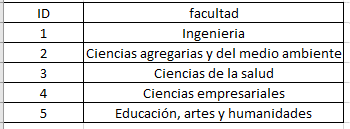 ID facultad
1 Ingenieria
2 Ciencias agregarias y del medio ambiente
3 Ciencias de la salud
4 Ciencias empresariales
5 Educación, artes y humanidades